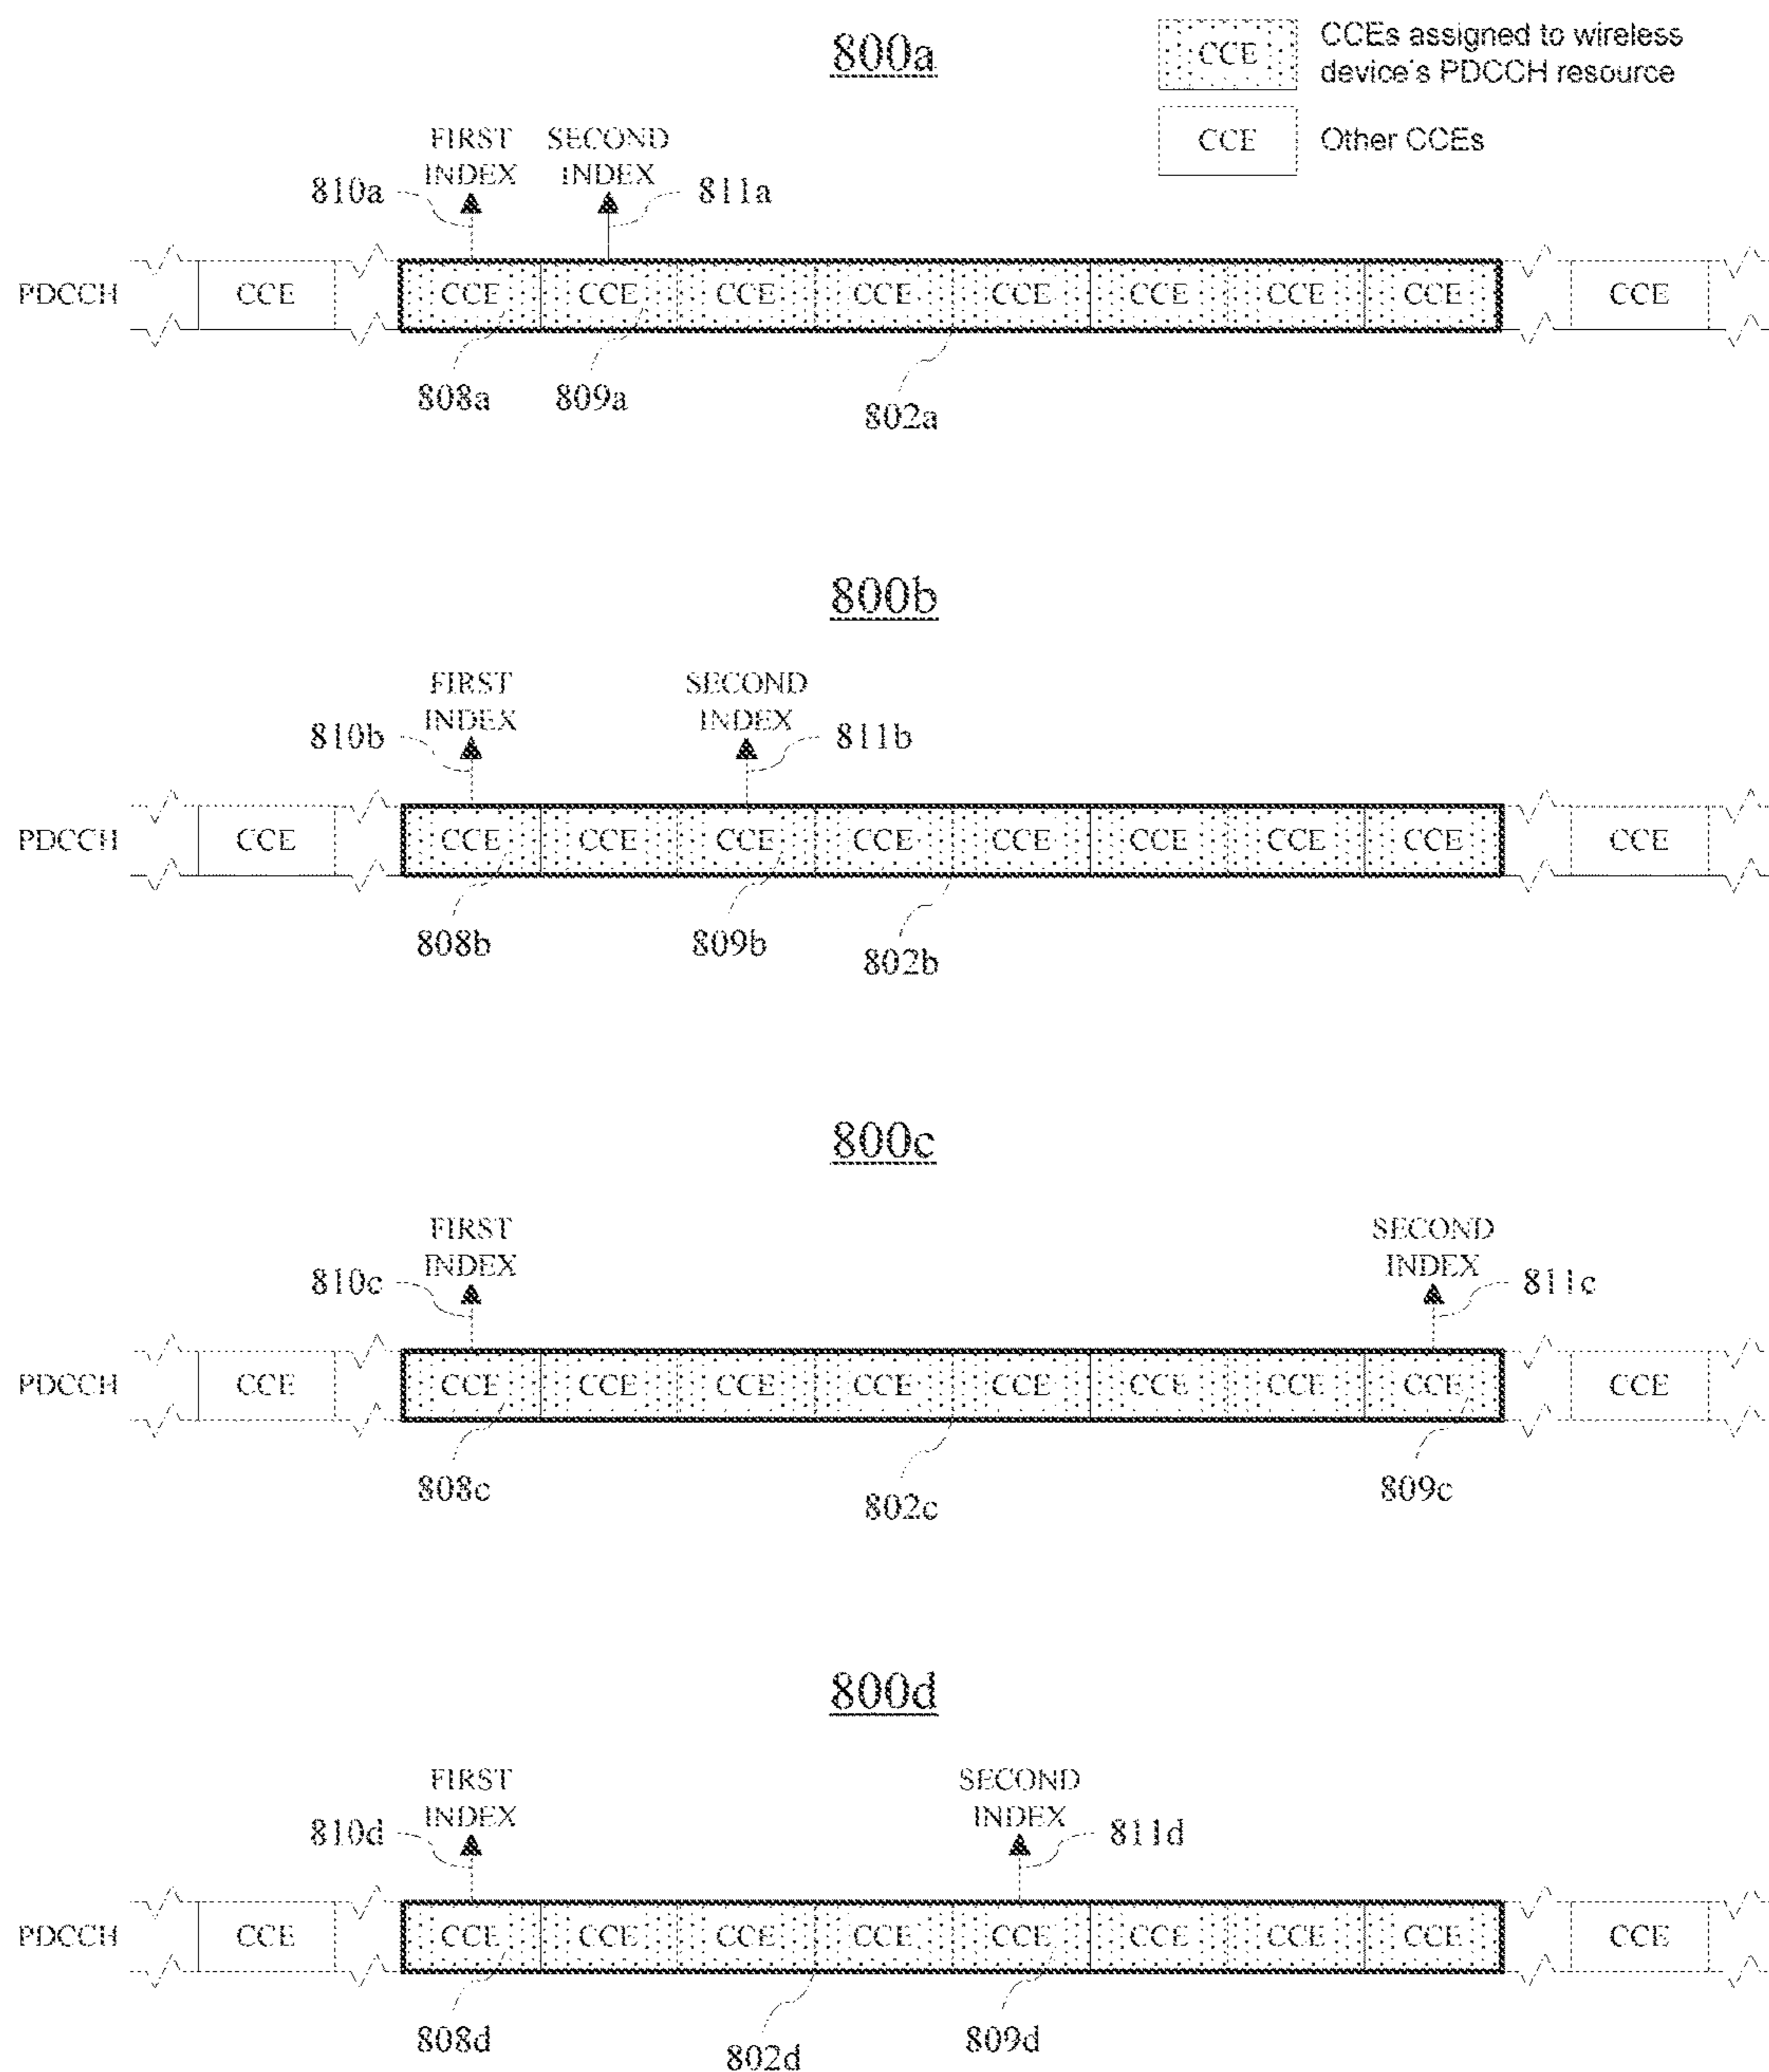 800a
CCE CCEs assigned to wireless
device's PDCCH resource
CCE Other CCEs
FIRST SECOND
INDEX INDEX
810a 811a
PDCCH CCE CCE CCE CCE CCE CCE CCE CCE CCE CCE
808a 809a 802a
800b
FIRST SECOND
INDEX INDEX
810b 811b
PDCCH CCE CCE CCE CCE CCE CCE CCE CCE CCE CCE
808b 809b 802b
800c
FIRST SECOND
INDEX INDEX
810c 811c
PDCCH CCE CCE CCE CCE CCE CCE CCE CCE CCE CCE
808c 802c 809c
800d
FIRST SECOND
INDEX INDEX
810d 811d
PDCCH CCE CCE CCE CCE CCE CCE CCE CCE CCE CCE
808d 802d 809d